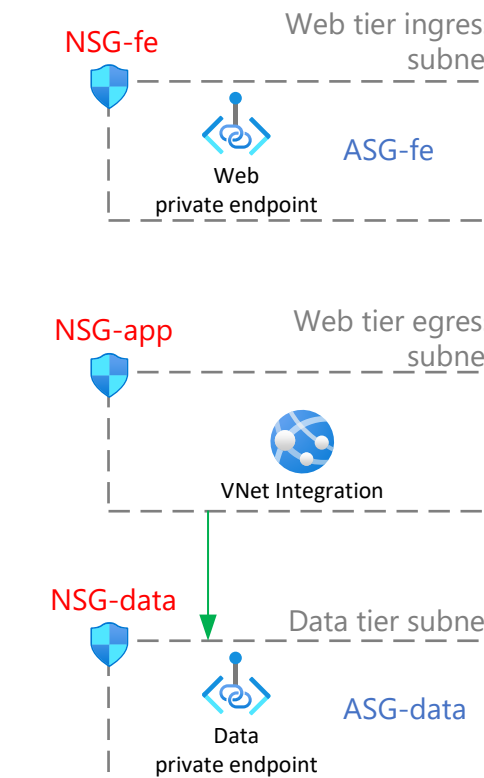 NSG-fe
Web tier ingres
subne
ASG-fe
Web
private endpoint
NSG-app
Web tier egres
subne
VNet Integration
NSG-data
Data tier subne
ASG-data
Data
private endpoint